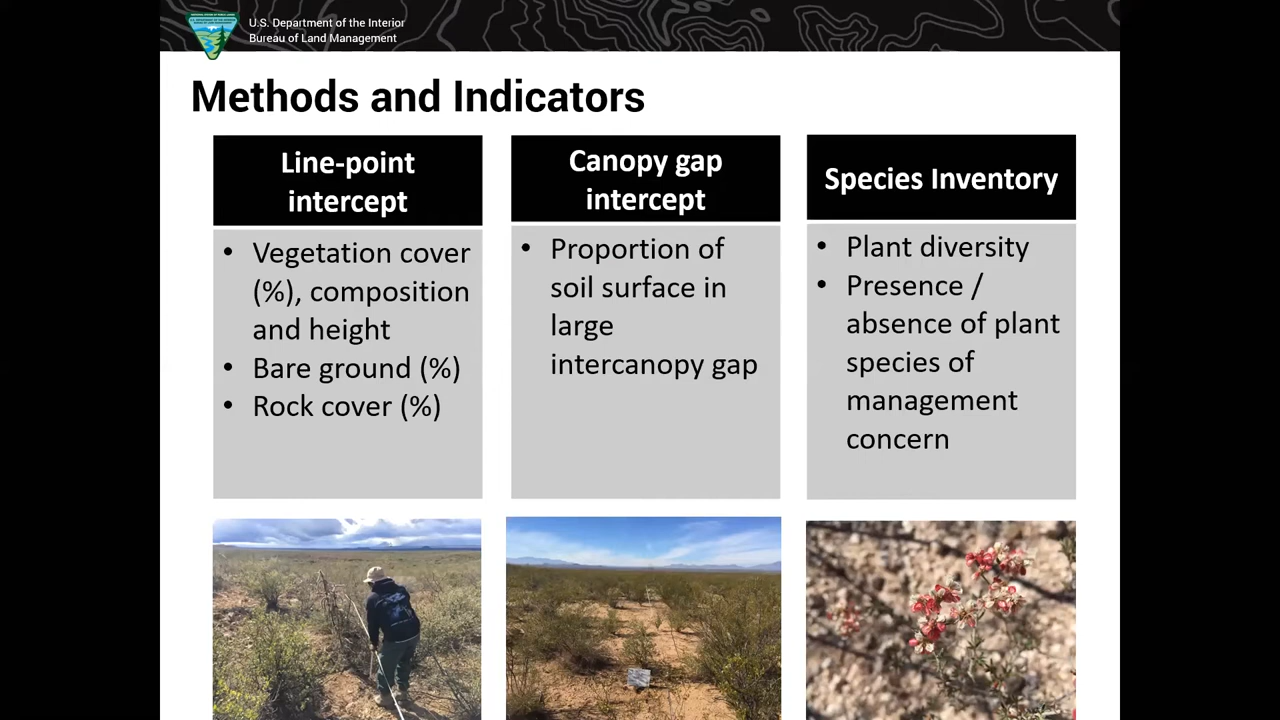 U.S. Department of the Interior
Bureau of Land Management
Methods and Indicators
Line-point
intercept
• Vegetation cover
(%), composition
and height
• Bare ground (%)
• Rock cover (%)
Canopy gap
intercept
• Proportion of
soil surface in
large
intercanopy gap
Species Inventory
• Plant diversity
• Presence /
absence of plant
species of
management
concern